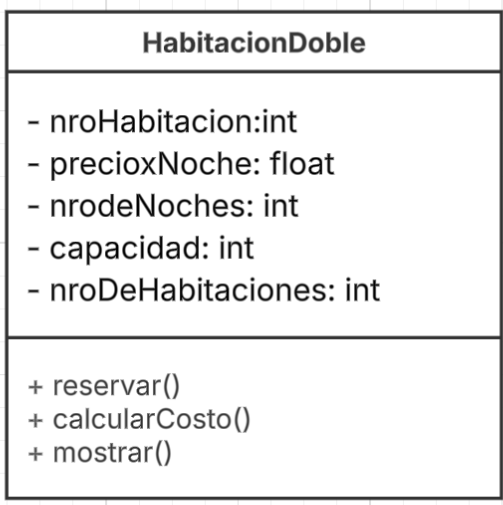 HabitacionDoble
- nroHabitacion:int
- precioxNoche: float
- nrodeNoches: int
- capacidad: int
- nroDeHabitaciones: int
+ reservar()
+ calcularCosto()
+ mostrar()